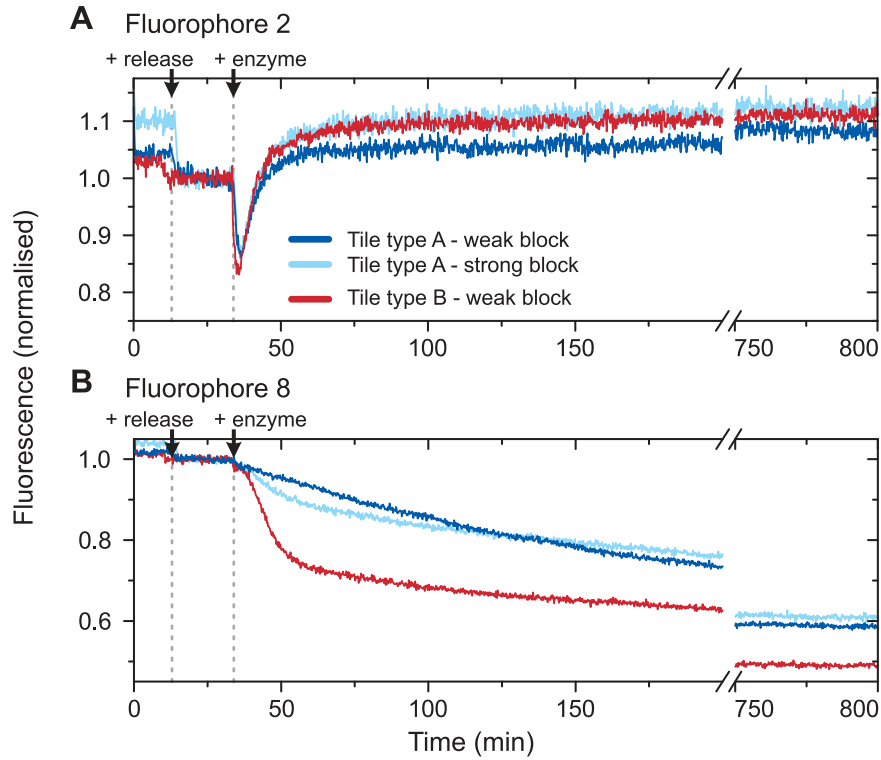 A Fluorophore 2
+ release + enzyme
1.1
1.0
0.9
0.8
Tile type A - weak block
Tile type A - strong block
Tile type B - weak block
0 50 100 150 750 800
B Fluorophore 8
+ release + enzyme
1.0
0.8
0.6
0 50 100 150 750 800
Time (min)
Fluorescence (normalised)